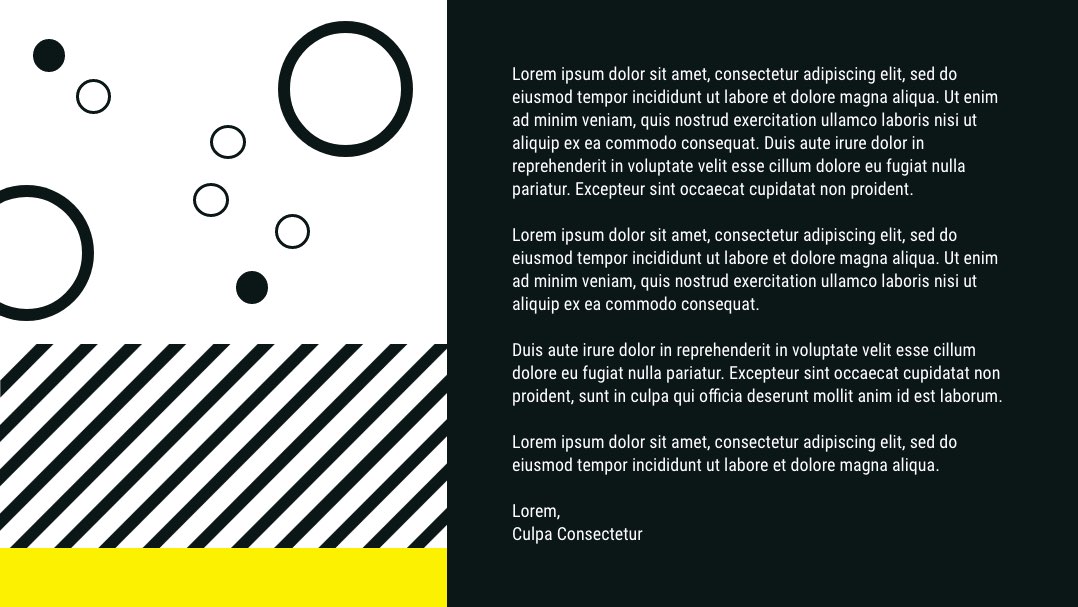 Lorem ipsum dolor sit amet, consectetur adipiscing elit, sed do
eiusmod tempor incididunt ut labore et dolore magna aliqua. Ut enim
ad minim veniam, quis nostrud exercitation ullamco laboris nisi ut
aliquip ex ea commodo consequat. Duis aute irure dolor in
reprehenderit in voluptate velit esse cillum dolore eu fugiat nulla
pariatur. Excepteur sint occaecat cupidatat non proident.
Lorem ipsum dolor sit amet, consectetur adipiscing elit, sed do
eiusmod tempor incididunt ut labore et dolore magna aliqua. Ut enim
ad minim veniam, quis nostrud exercitation ullamco laboris nisi ut
aliquip ex ea commodo consequat.
Duis aute irure dolor in reprehenderit in voluptate velit esse cillum
dolore eu fugiat nulla pariatur. Excepteur sint occaecat cupidatat non
proident, sunt in culpa qui officia deserunt mollit anim id est laborum.
Lorem ipsum dolor sit amet, consectetur adipiscing elit, sed do
eiusmod tempor incididunt ut labore et dolore magna aliqua.
Lorem,
Culpa Consectetur